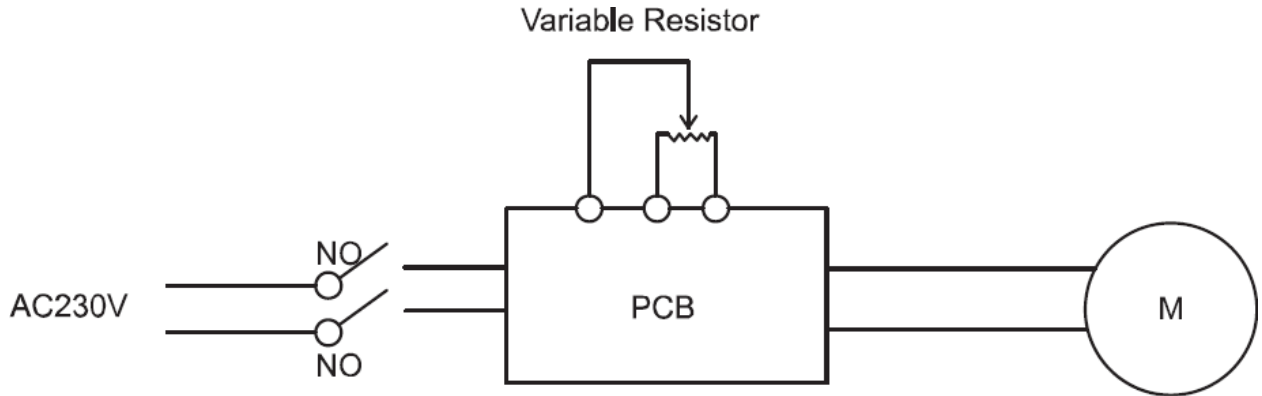 Variable Resistor
NO
AC230V
PCB
M
NO